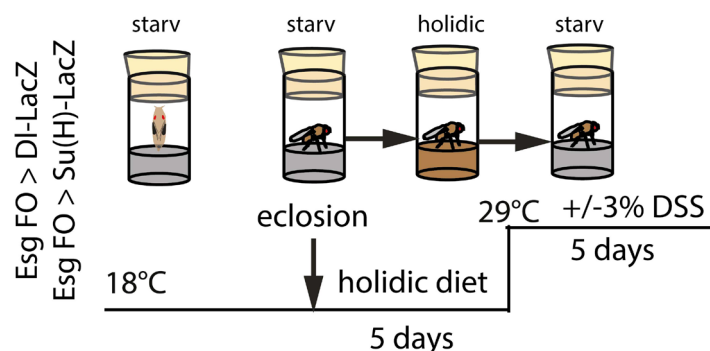 starv
starv
holidic
starv
Esg FO > Dl-LacZ
Esg FO > Su(H)-LacZ
eclosion
29°C
+/-3% DSS
5 days
18°C
holidic diet
5 days